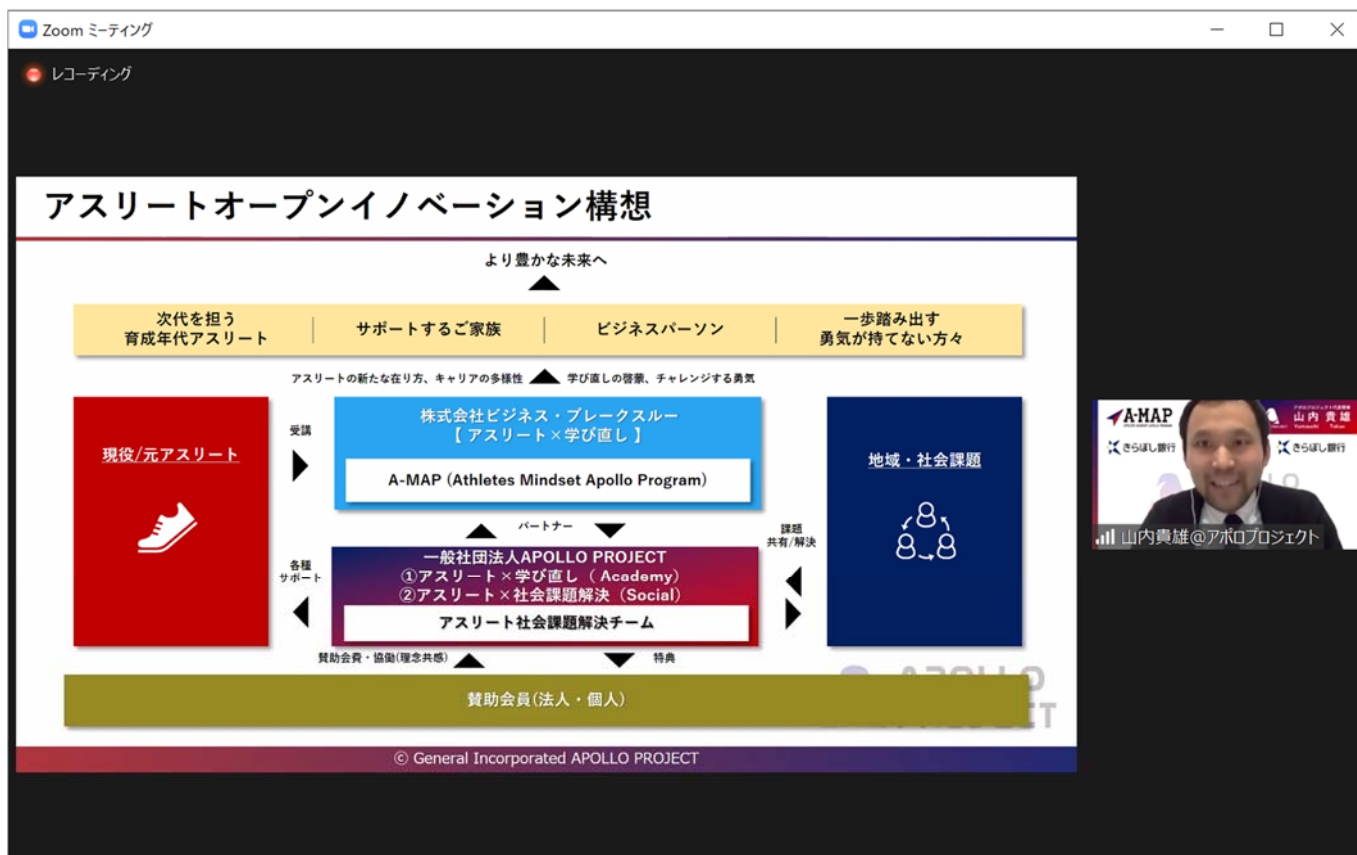 Zoom ミーティング
レコーディング
アスリートオープンイノベーション構想
より豊かな未来へ
次代を担う
育成年代アスリート
サポートするご家族
ビジネスパーソン
一歩踏み出す
勇気が持てない方々
アスリートの新たな在り方、キャリアの多様性
学び直しの啓蒙、チャレンジする勇気
現役/元アスリート
受講
株式会社ビジネス・ブレークスルー
【 アスリート×学び直し 】
A-MAP (Athletes Mindset Apollo Program)
パートナー
各種
サポート
一般社団法人APOLLO PROJECT
①アスリート×学び直し（ Academy）
②アスリート×社会課題解決（Social）
アスリート社会課題解決チーム
課題
共有/解決
地域・社会課題
賛助会費・協働(理念共感)
特典
賛助会員(法人・個人)
© General Incorporated APOLLO PROJECT
A-MAP
山内 貴雄
きらぼし銀行
きらぼし銀行
山内貴雄@アポロプロジェクト